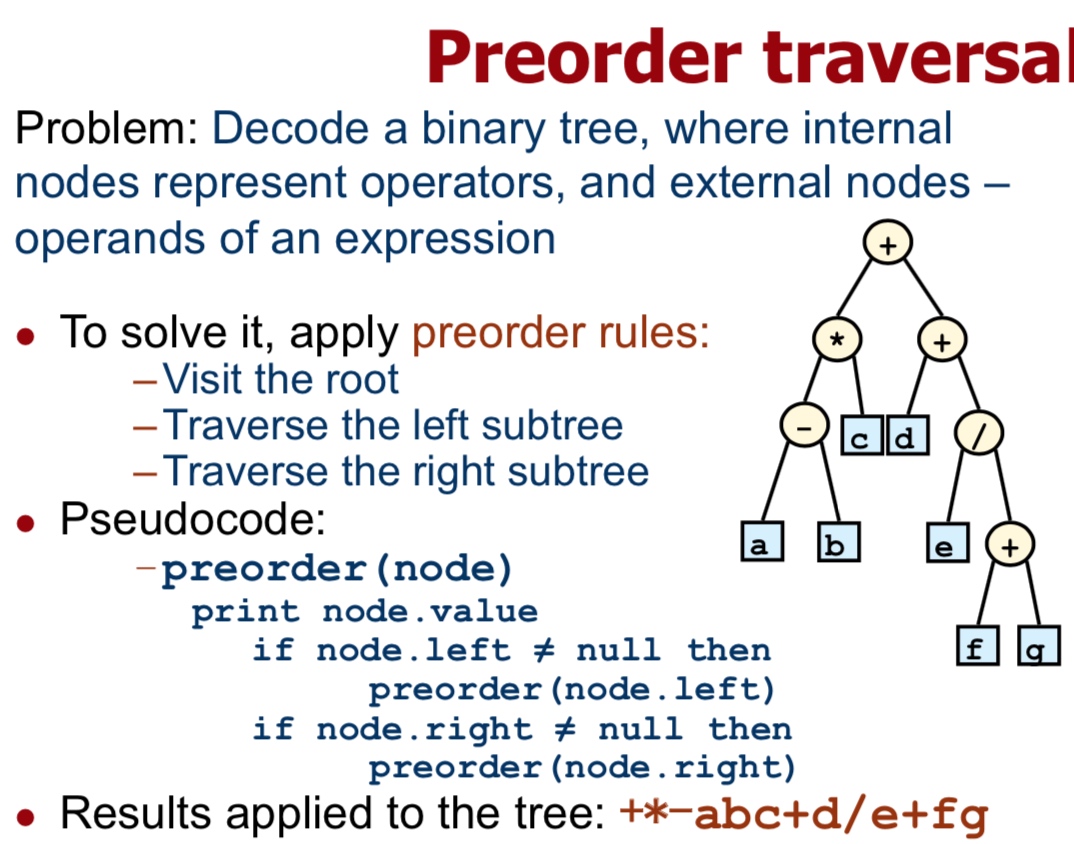 Preorder traversal
Problem: Decode a binary tree, where internal
nodes represent operators, and external nodes –
operands of an expression
• To solve it, apply preorder rules:
–Visit the root
–Traverse the left subtree
–Traverse the right subtree
• Pseudocode:
–preorder(node)
print node.value
if node.left ≠ null then
preorder(node.left)
if node.right ≠ null then
preorder(node.right)
• Results applied to the tree: +*–abc+d/e+fg
+
* +
- c d /
a b e +
f g